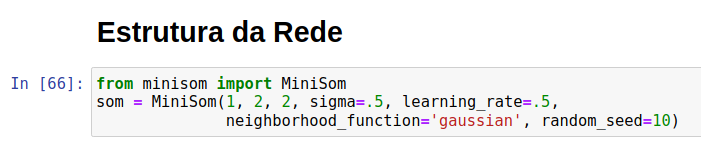 Estrutura da Rede
In [66]: from minisom import MiniSom
som = MiniSom(1, 2, 2, sigma=.5, learning_rate=.5,
neighborhood_function='gaussian', random_seed=10)